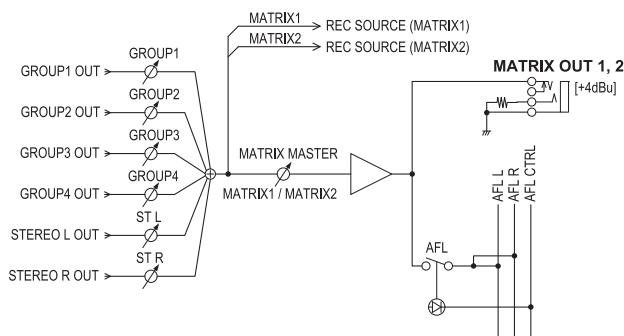 MATRIX1
REC SOURCE (MATRIX1)
MATRIX2
REC SOURCE (MATRIX2)
GROUP1
GROUP1 OUT
GROUP2
GROUP2 OUT
GROUP3
GROUP3 OUT
GROUP4
GROUP4 OUT
ST L
STEREO L OUT
ST R
STEREO R OUT
MATRIX MASTER
MATRIX1 / MATRIX2
MATRIX OUT 1, 2
[+4dBu]
AFL L
AFL R
AFL CTRL
AFL